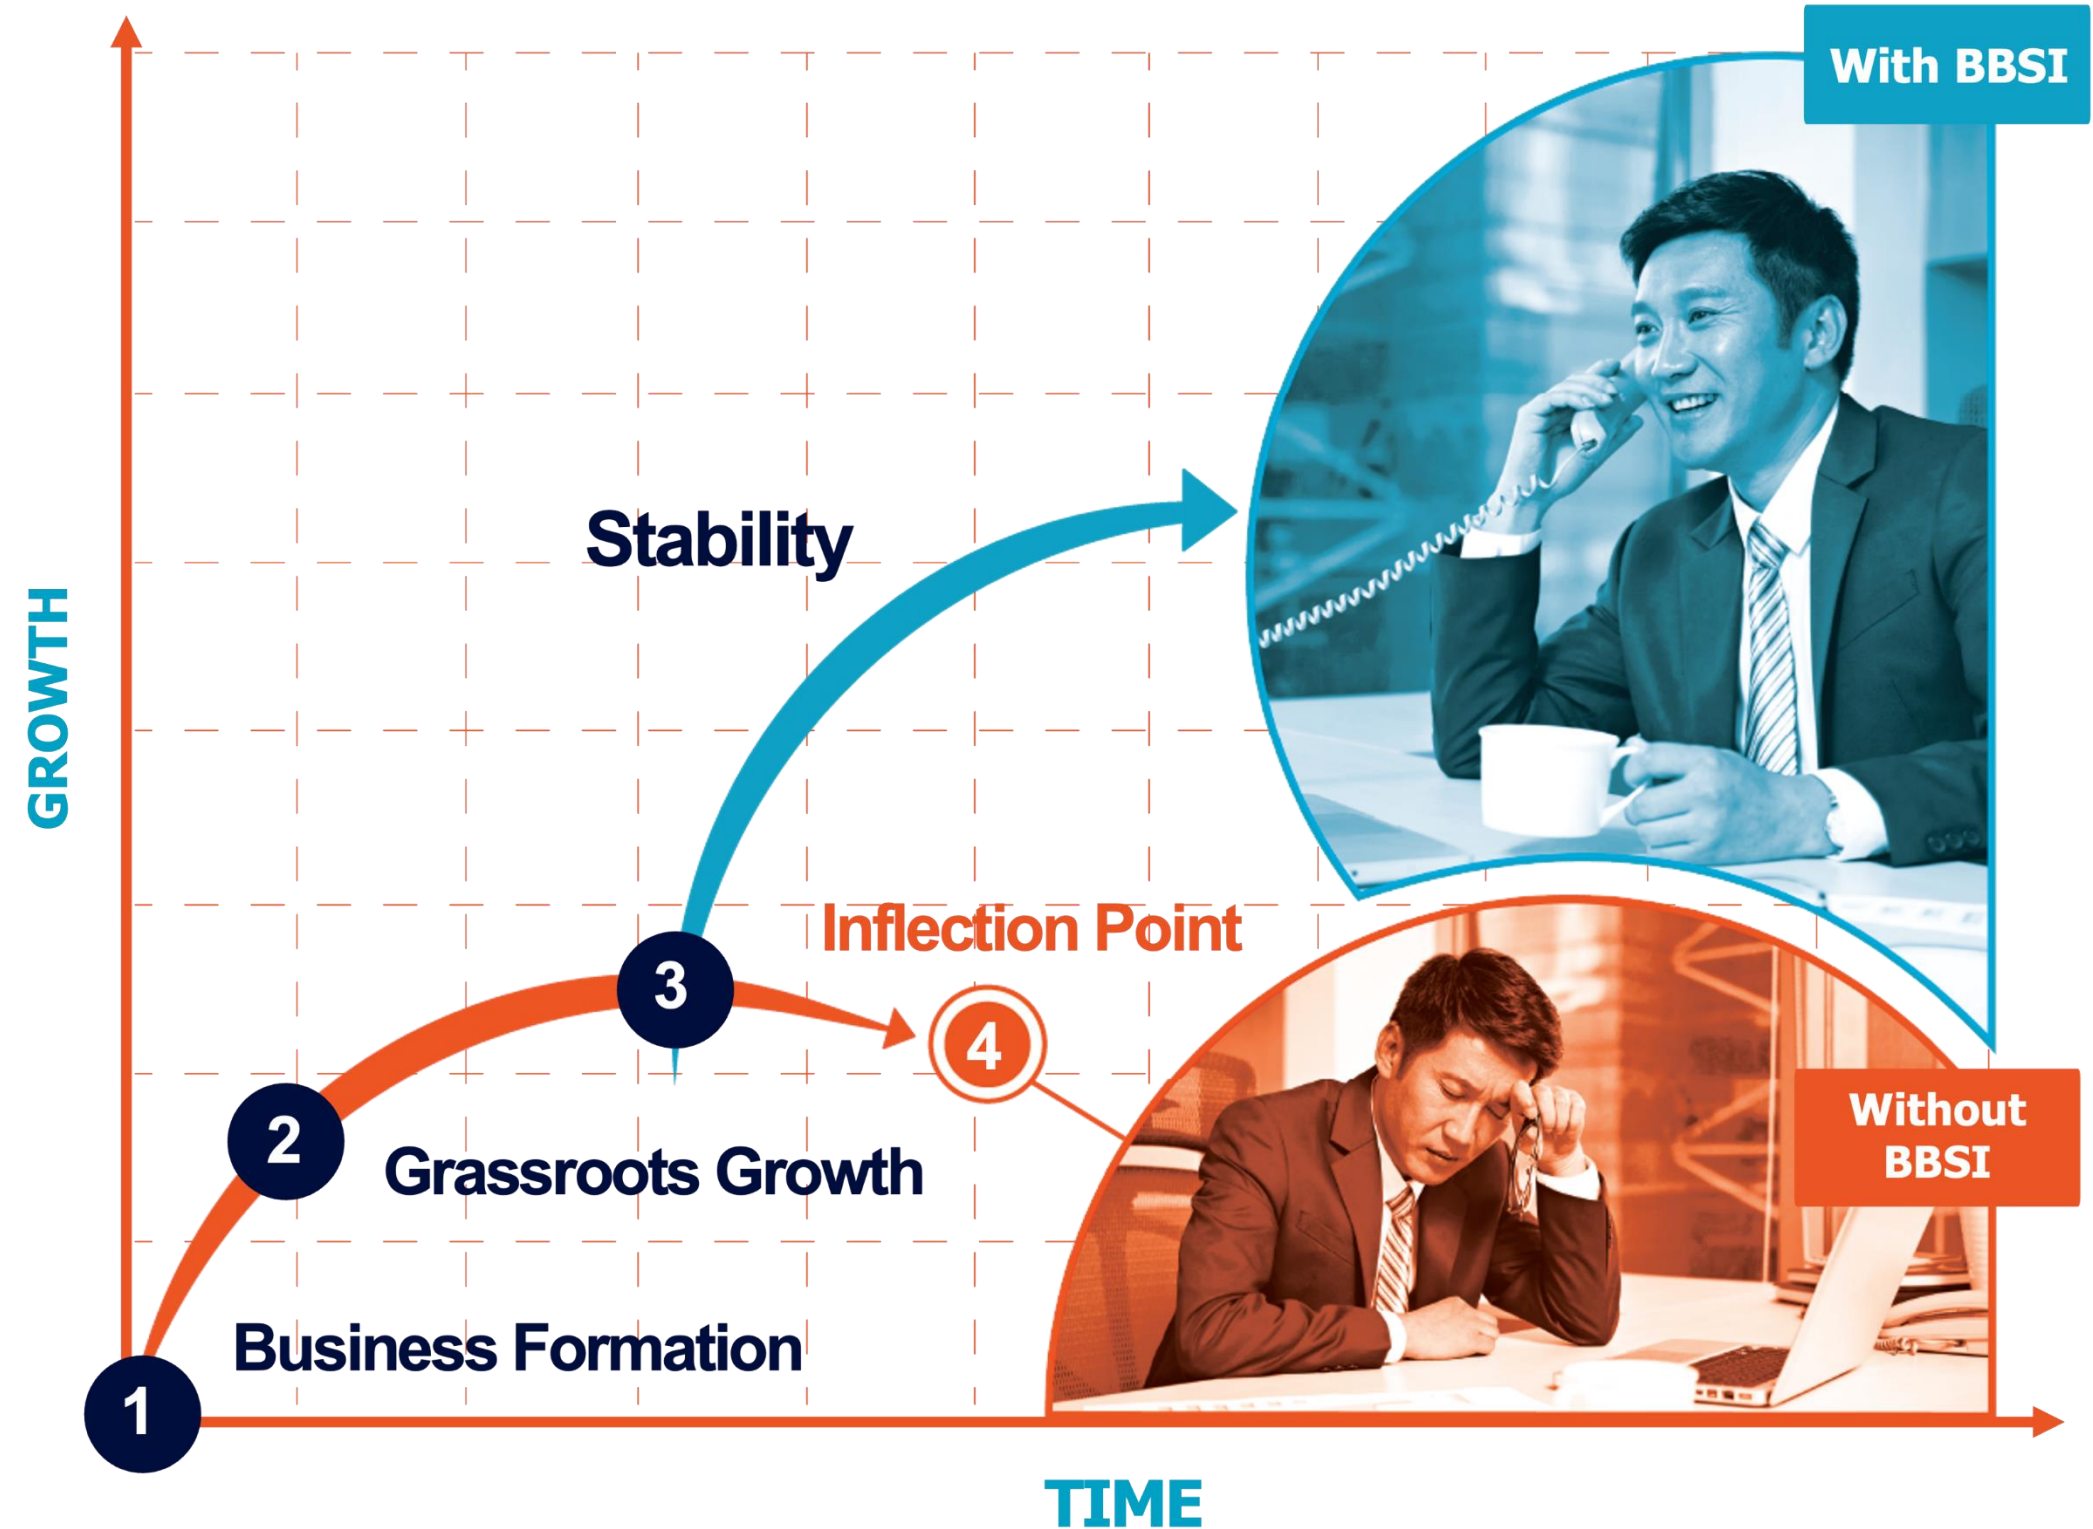 With BBSI
Stability
GROWTH
Inflection Point
3
4
2
Without
BBSI
Grassroots Growth
Business Formation
1
TIME